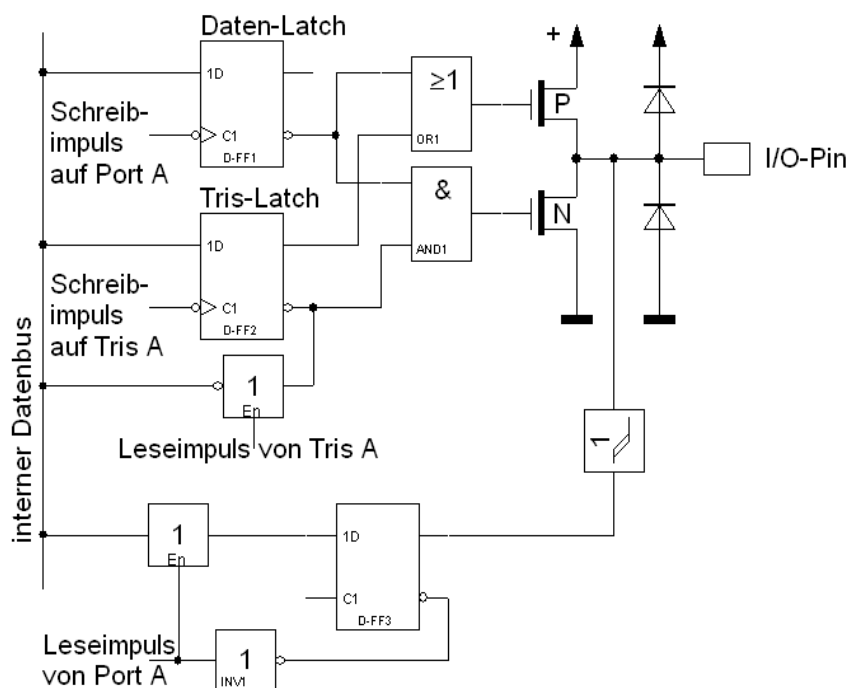 Daten-Latch
+
1D
≥1
P
Schreib-
impuls
auf Port A
C1
D-FF1
OR1
I/O-Pin
Tris-Latch
&
N
1D
AND1
Schreib-
impuls
auf Tris A
C1
D-FF2
1
En
Leseimpuls von Tris A
interner Datenbus
1
1
En
1D
C1
D-FF3
Leseimpuls
von Port A
1
INV1